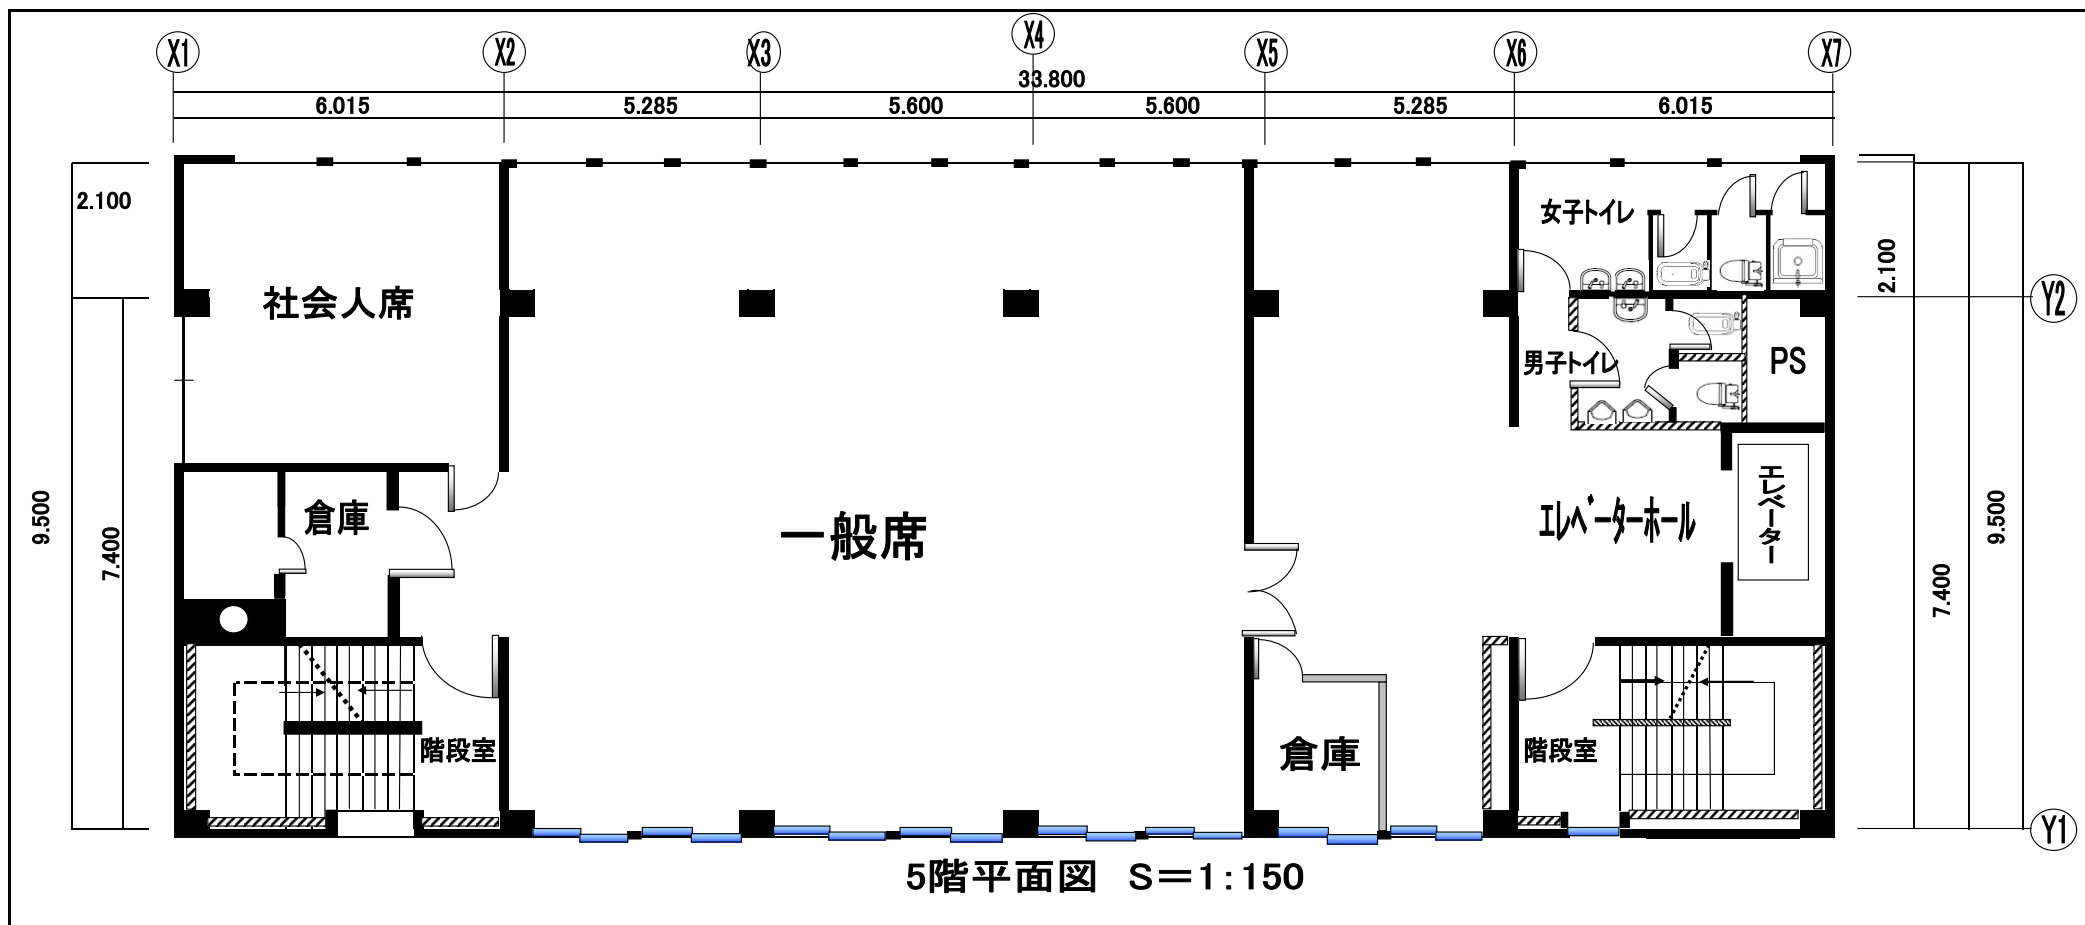 X1 X2 X3 X4 X5 X6 X7
33.800
6.015 5.285 5.600 5.600 5.285 6.015
2.100
女子トイレ
2.100
社会人席
Y2
男子トイレ
PS
倉庫
一般席
エレベーターホール
エレベーター
9.500
7.400
9.500
7.400
階段室
倉庫
階段室
Y1
5階平面図 S=1:150